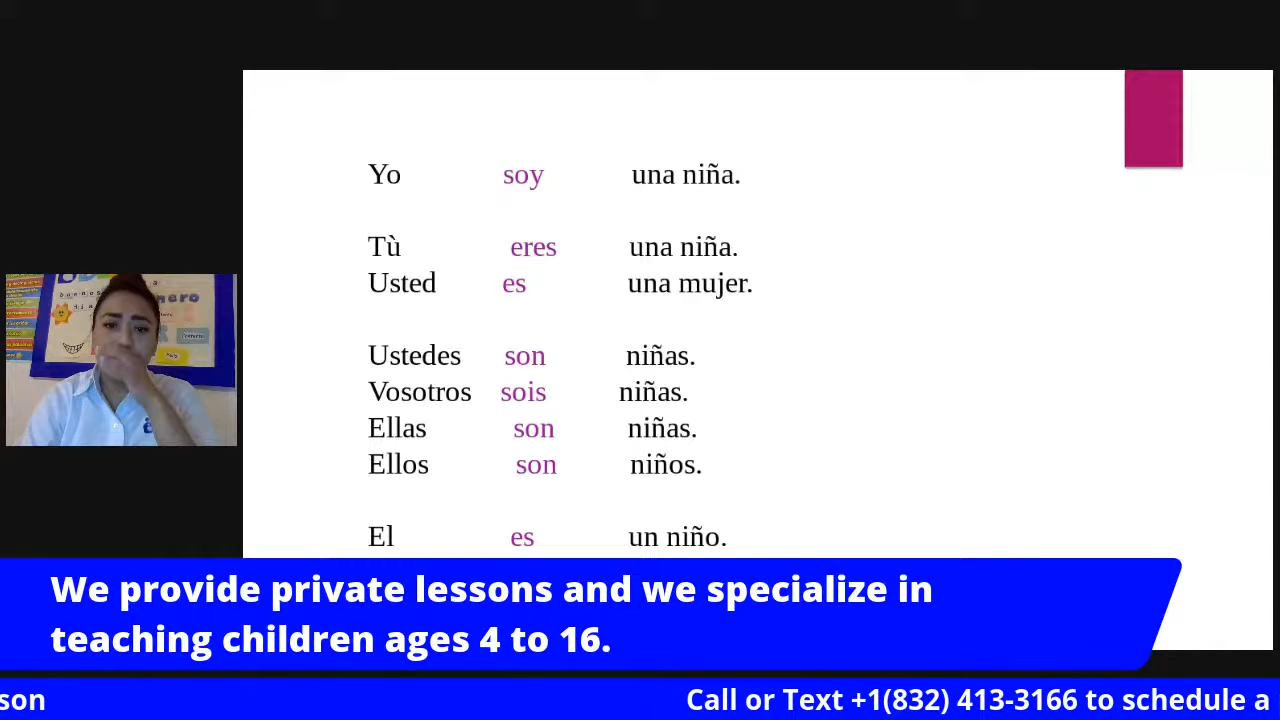 Yo soy una niña.
Tù eres una niña.
Usted es una mujer.
Ustedes son niñas.
Vosotros sois niñas.
Ellas son niñas.
Ellos son niños.
El es un niño.
We provide private lessons and we specialize in
teaching children ages 4 to 16.
son Call or Text +1(832) 413-3166 to schedule a